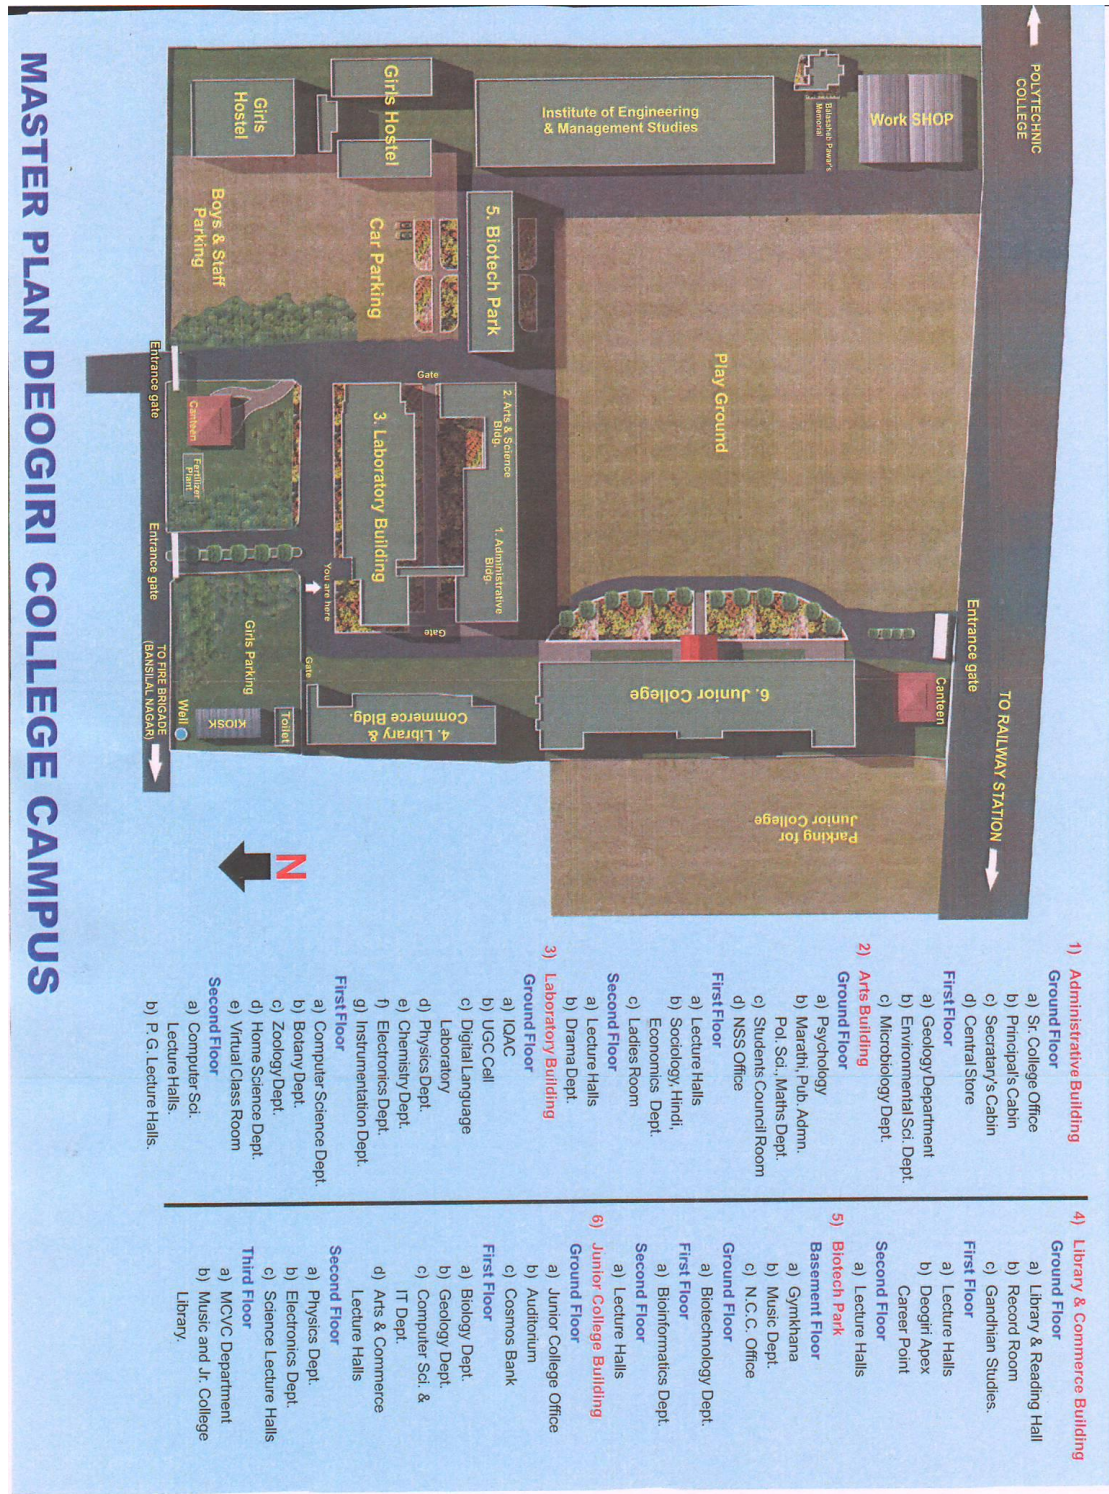 MASTER PLAN DEOGIRI COLLEGE CAMPUS
POLYTECHNIC
COLLEGE
Work SHOP
Balasaheb Pawar's
Memorial
Institute of Engineering
& Management Studies
Girls Hostel
Girls
Hostel
Boys & Staff
Parking
Car Parking
5. Biotech Park
Play Ground
Entrance gate
Canteen
Fertilizer
Plant
Gate
2. Arts & Science
Bldg.
1. Administrative
Bldg.
3. Laboratory Building
You are here
Gate
Entrance gate
Girls Parking
Gate
TO FIRE BRIGADE
(BANSILAL NAGAR)
Well
KIOSK
Toilet
4. Library &
Commerce Bldg.
6. Junior College
Canteen
Entrance gate
TO RAILWAY STATION
Parking for
Junior College
N
1) Administrative Building
Ground Floor
a) Sr. College Office
b) Principal's Cabin
c) Secratary's Cabin
d) Central Store
First Floor
a) Geology Department
b) Environmental Sci. Dept.
c) Microbiology Dept.
2) Arts Building
Ground Floor
a) Psychology
b) Marathi, Pub. Admn.
Pol. Sci., Maths Dept.
c) Students Council Room
d) NSS Office
First Floor
a) Lecture Halls
b) Sociology, Hindi,
Economics Dept.
c) Ladies Room
Second Floor
a) Lecture Halls
b) Drama Dept.
3) Laboratory Building
Ground Floor
a) IQAC
b) UGC Cell
c) Digital Language
Laboratory
d) Physics Dept.
e) Chemistry Dept.
f) Electronics Dept.
g) Instrumentation Dept.
First Floor
a) Computer Science Dept.
b) Botany Dept.
c) Zoology Dept.
d) Home Science Dept.
e) Virtual Class Room
Second Floor
a) Computer Sci.
Lecture Halls.
b) P. G. Lecture Halls.
4) Library & Commerce Building
Ground Floor
a) Library & Reading Hall
b) Record Room
c) Gandhian Studies.
First Floor
a) Lecture Halls
b) Deogiri Apex
Career Point
Second Floor
a) Lecture Halls
5) Biotech Park
Basement Floor
a) Gymkhana
b) Music Dept.
c) N.C.C. Office
Ground Floor
a) Biotechnology Dept.
First Floor
a) Bioinformatics Dept.
Second Floor
a) Lecture Halls
6) Junior College Building
Ground Floor
a) Junior College Office
b) Auditorium
c) Cosmos Bank
First Floor
a) Biology Dept.
b) Geology Dept.
c) Computer Sci. &
IT Dept.
d) Arts & Commerce
Lecture Halls
Second Floor
a) Physics Dept.
b) Electronics Dept.
c) Science Lecture Halls
Third Floor
a) MCVC Department
b) Music and Jr. College
Library.